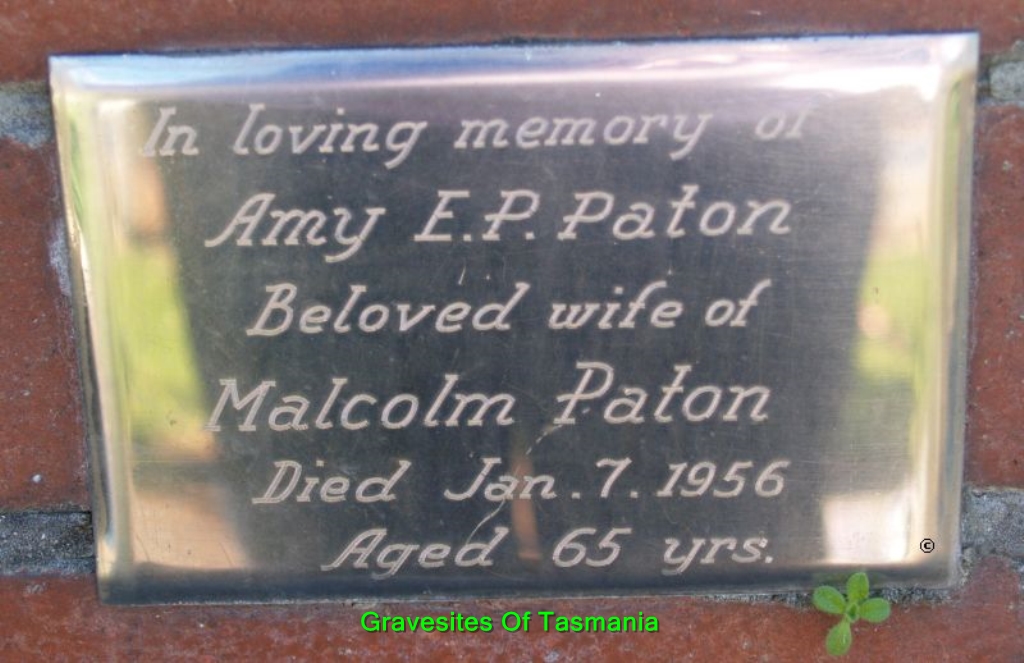 In loving memory of
Amy E.P. Paton
Beloved wife of
Malcolm Paton
Died Jan. 7. 1956
Aged 65 yrs.
©
Gravesites Of Tasmania